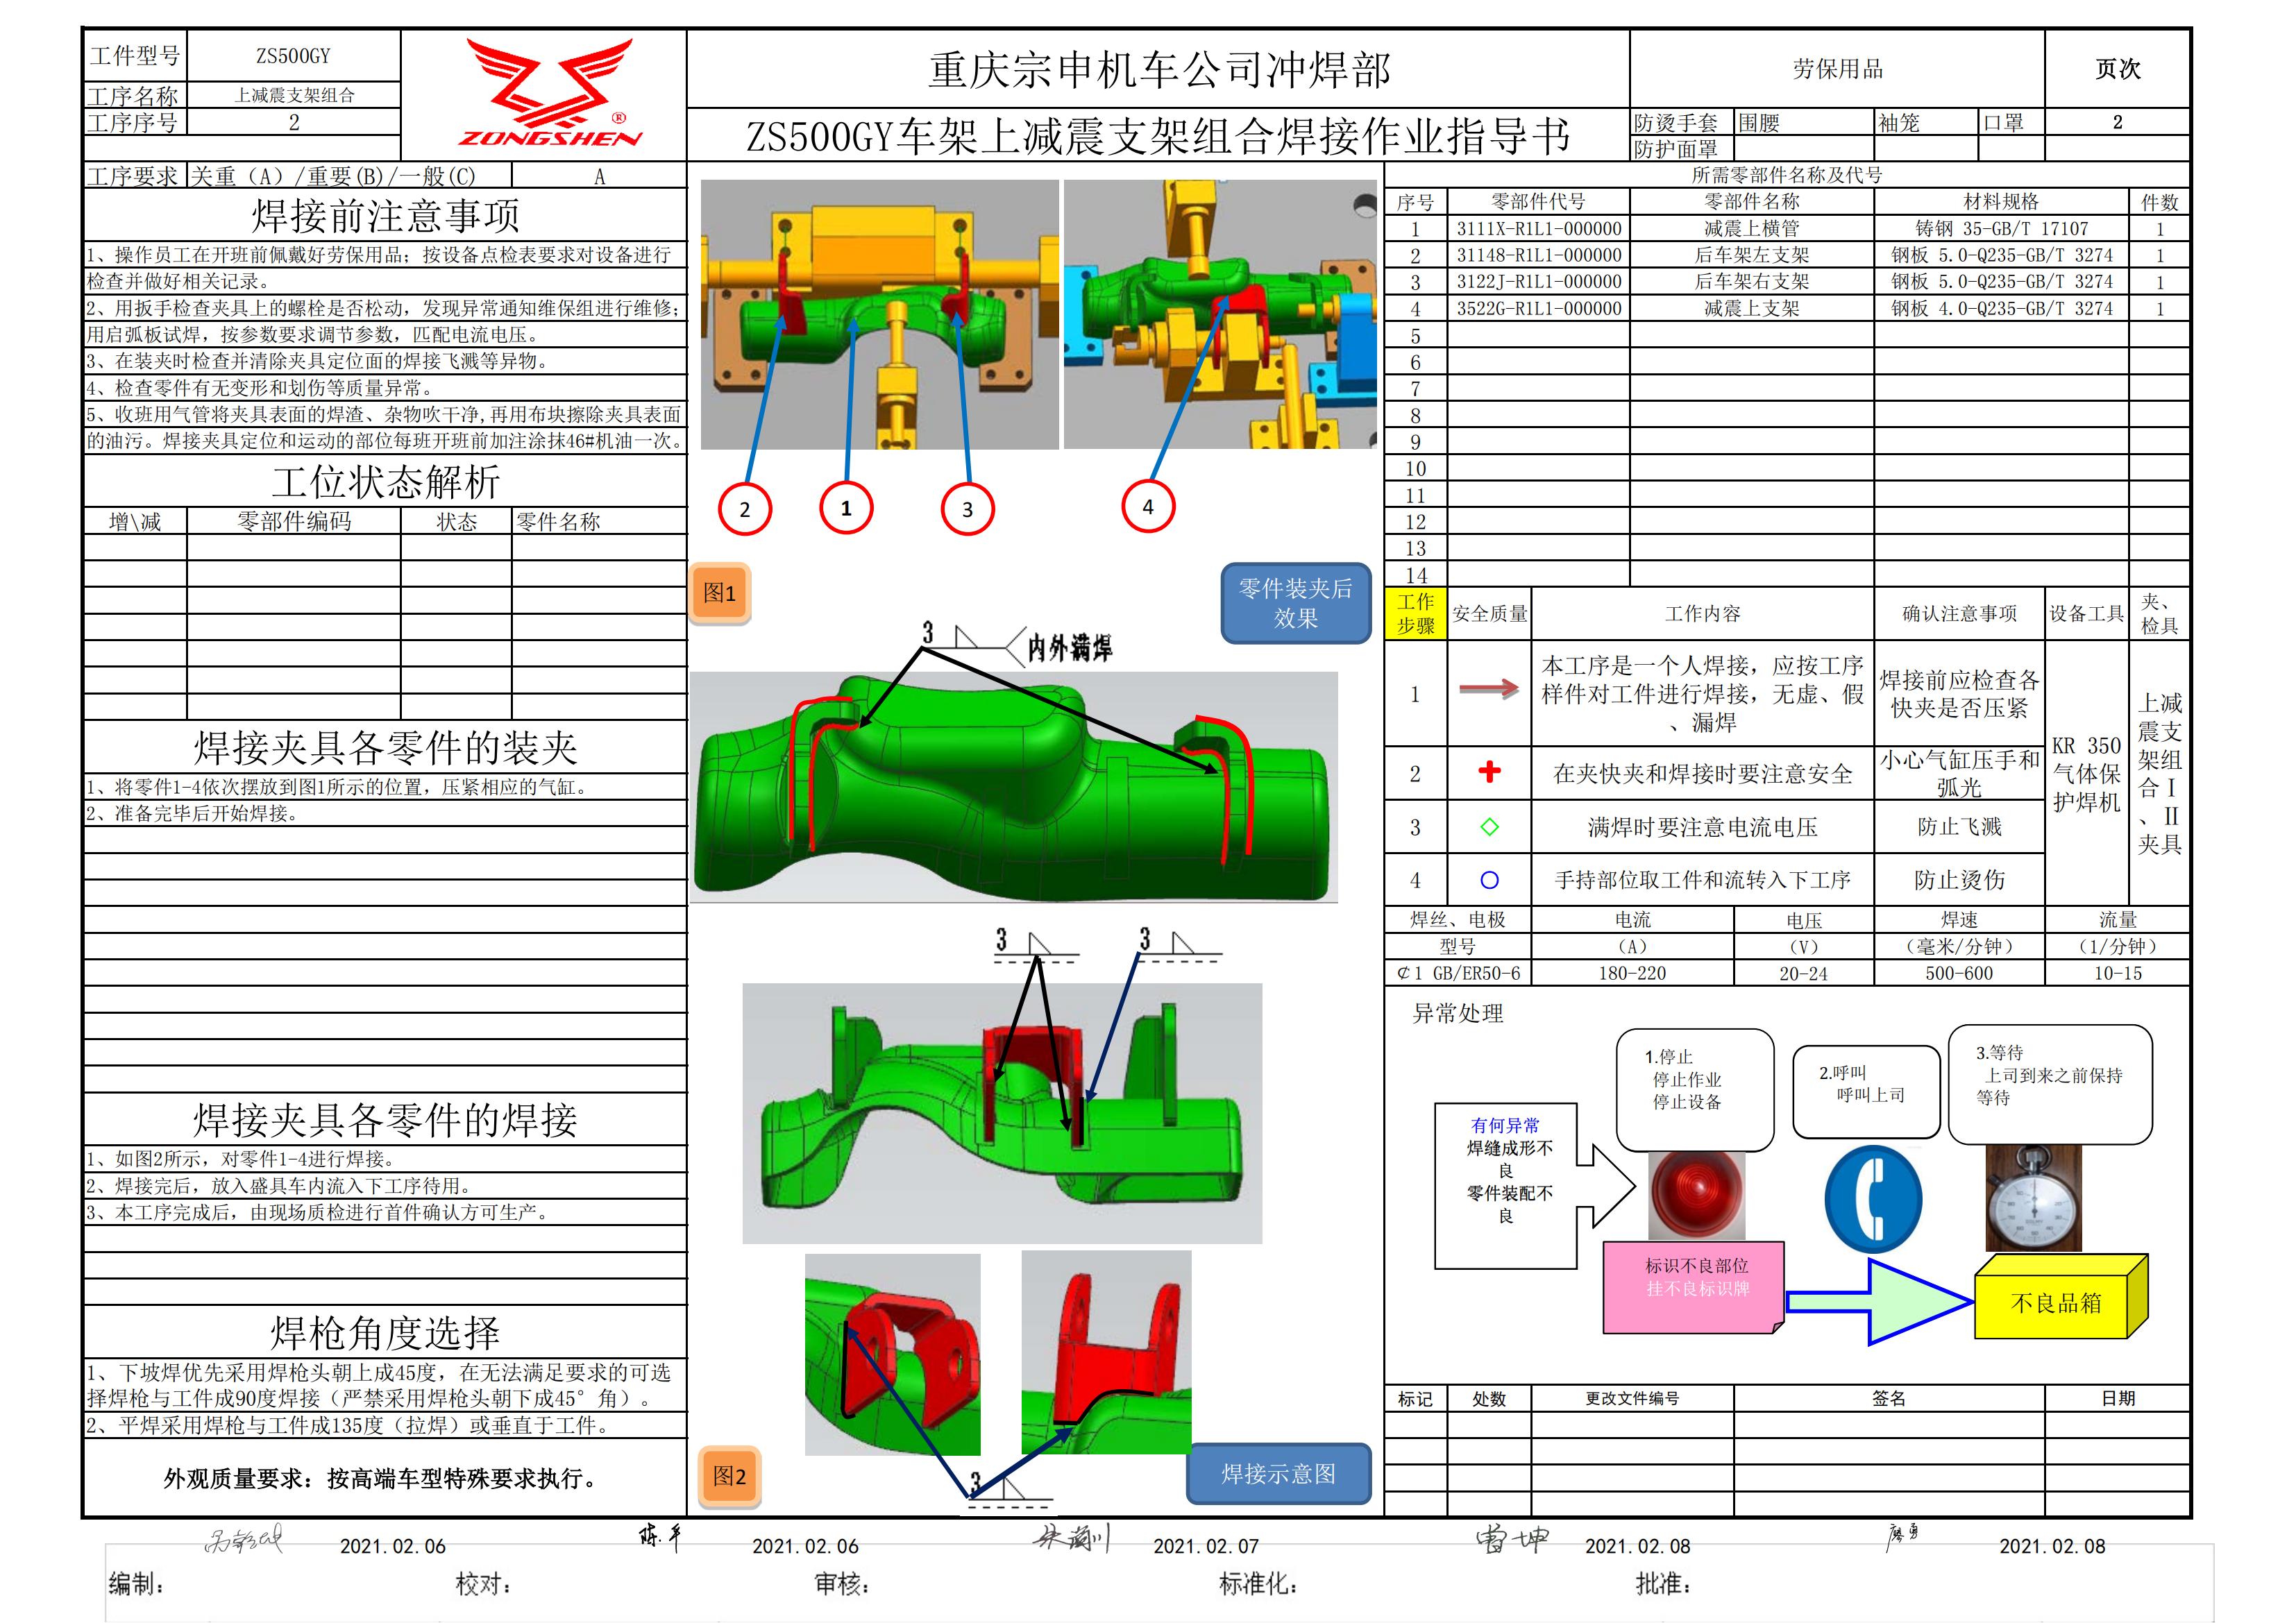 工件型号 ZS500GY
工序名称 上减震支架组合
工序序号 2
ZONGSHEN®
重庆宗申机车公司冲焊部
ZS500GY车架上减震支架组合焊接作业指导书
劳保用品 页次
防烫手套 围腰 袖笼 口罩 2
防护面罩
工序要求 关重（A）/重要(B)/一般(C) A
焊接前注意事项
1、操作员工在开班前佩戴好劳保用品；按设备点检表要求对设备进行
检查并做好相关记录。
2、用扳手检查夹具上的螺栓是否松动，发现异常通知维保组进行维修；
用启弧板试焊，按参数要求调节参数，匹配电流电压。
3、在装夹时检查并清除夹具定位面的焊接飞溅等异物。
4、检查零件有无变形和划伤等质量异常。
5、收班用气管将夹具表面的焊渣、杂物吹干净,再用布块擦除夹具表面
的油污。焊接夹具定位和运动的部位每班开班前加注涂抹46#机油一次。
工位状态解析
增\减 零部件编码 状态 零件名称
焊接夹具各零件的装夹
1、将零件1-4依次摆放到图1所示的位置，压紧相应的气缸。
2、准备完毕后开始焊接。
焊接夹具各零件的焊接
1、如图2所示，对零件1-4进行焊接。
2、焊接完后，放入盛具车内流入下工序待用。
3、本工序完成后，由现场质检进行首件确认方可生产。
焊枪角度选择
1、下坡焊优先采用焊枪头朝上成45度，在无法满足要求的可选
择焊枪与工件成90度焊接（严禁采用焊枪头朝下成45°角）。
2、平焊采用焊枪与工件成135度（拉焊）或垂直于工件。
外观质量要求：按高端车型特殊要求执行。
2 1 3 4
图1
零件装夹后
效果
3 内外满焊
3 3
3
图2
焊接示意图
所需零部件名称及代号
序号 零部件代号 零部件名称 材料规格 件数
1 3111X-R1L1-000000 减震上横管 铸钢 35-GB/T 17107 1
2 31148-R1L1-000000 后车架左支架 钢板 5.0-Q235-GB/T 3274 1
3 3122J-R1L1-000000 后车架右支架 钢板 5.0-Q235-GB/T 3274 1
4 3522G-R1L1-000000 减震上支架 钢板 4.0-Q235-GB/T 3274 1
5
6
7
8
9
10
11
12
13
14
工作
步骤
安全质量 工作内容 确认注意事项 设备工具
夹、
检具
1
本工序是一个人焊接，应按工序
样件对工件进行焊接，无虚、假
、漏焊
焊接前应检查各
快夹是否压紧
2 在夹快夹和焊接时要注意安全
小心气缸压手和
弧光
3 满焊时要注意电流电压 防止飞溅
4 手持部位取工件和流转入下工序 防止烫伤
KR 350
气体保
护焊机
上减
震支
架组
合Ⅰ
、Ⅱ
夹具
焊丝、电极 电流 电压 焊速 流量
型号 （A） （V） （毫米/分钟） （1/分钟）
¢1 GB/ER50-6 180-220 20-24 500-600 10-15
异常处理
有何异常
焊缝成形不
良
零件装配不
良
1.停止
停止作业
停止设备
2.呼叫
呼叫上司
3.等待
上司到来之前保持
等待
标识不良部位
挂不良标识牌
不良品箱
标记 处数 更改文件编号 签名 日期
2021.02.06 陈平 2021.02.06 2021.02.07 雷坤 2021.02.08 廖勇 2021.02.08
编制： 校对： 审核： 标准化： 批准：